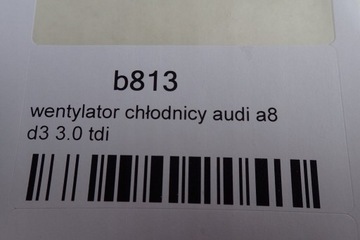 b813
wentylator chłodnicy audi a8
d3 3.0 tdi